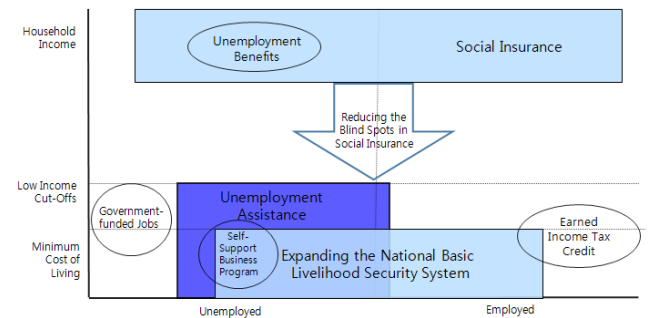 Household
Income
Unemployment
Benefits
Social Insurance
Reducing the
Blind Spots in
Social Insurance
Low Income
Cut-Offs
Government-
funded Jobs
Unemployment
Assistance
Earned
Income Tax
Credit
Minimum
Cost of
Living
Self-
Support
Business
Program
Expanding the National Basic
Livelihood Security System
Unemployed
Employed